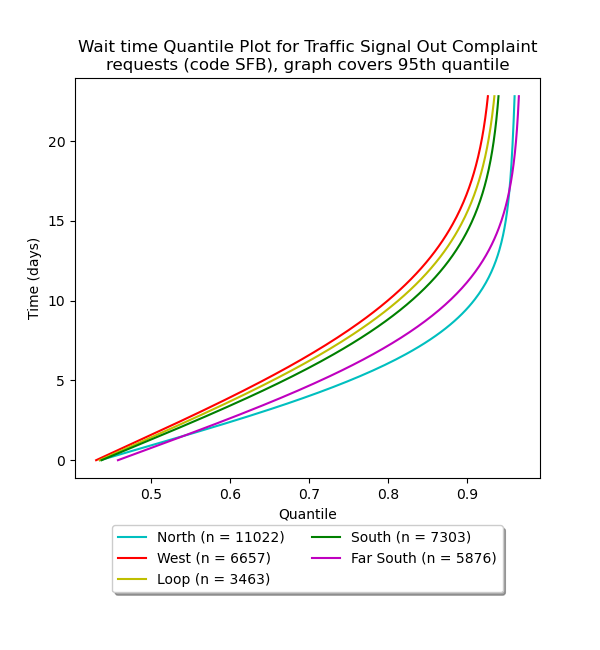 Wait time Quantile Plot for Traffic Signal Out Complaint
requests (code SFB), graph covers 95th quantile
Time (days)
20
15
10
5
0
0.5 0.6 0.7 0.8 0.9
Quantile
North (n = 11022) South (n = 7303)
West (n = 6657) Far South (n = 5876)
Loop (n = 3463)